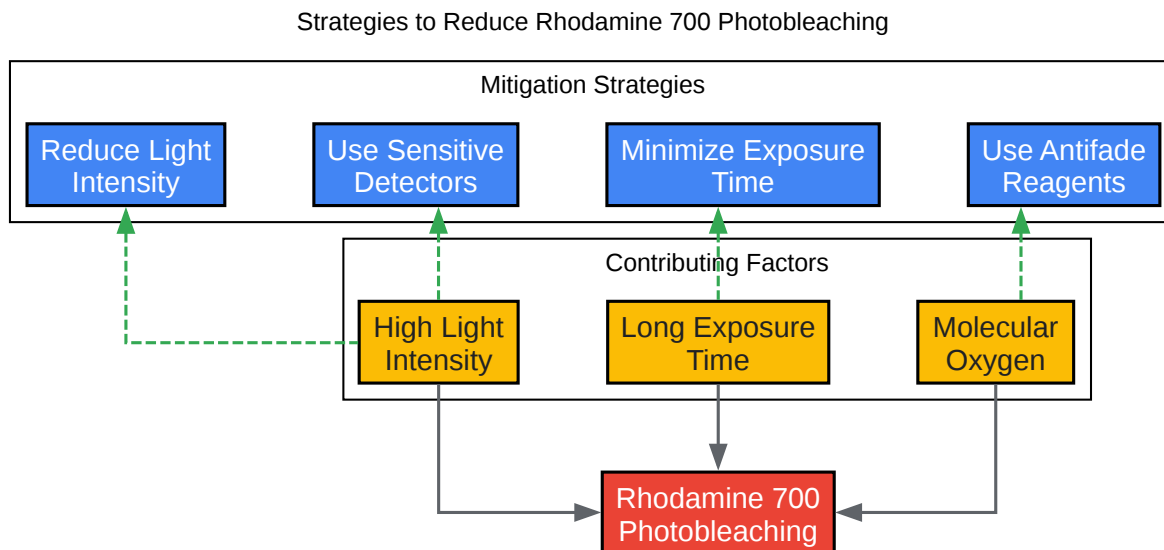 Strategies to Reduce Rhodamine 700 Photobleaching
Mitigation Strategies
Reduce Light
Intensity
Use Sensitive
Detectors
Minimize Exposure
Time
Use Antifade
Reagents
Contributing Factors
High Light
Intensity
Long Exposure
Time
Molecular
Oxygen
Rhodamine 700
Photobleaching